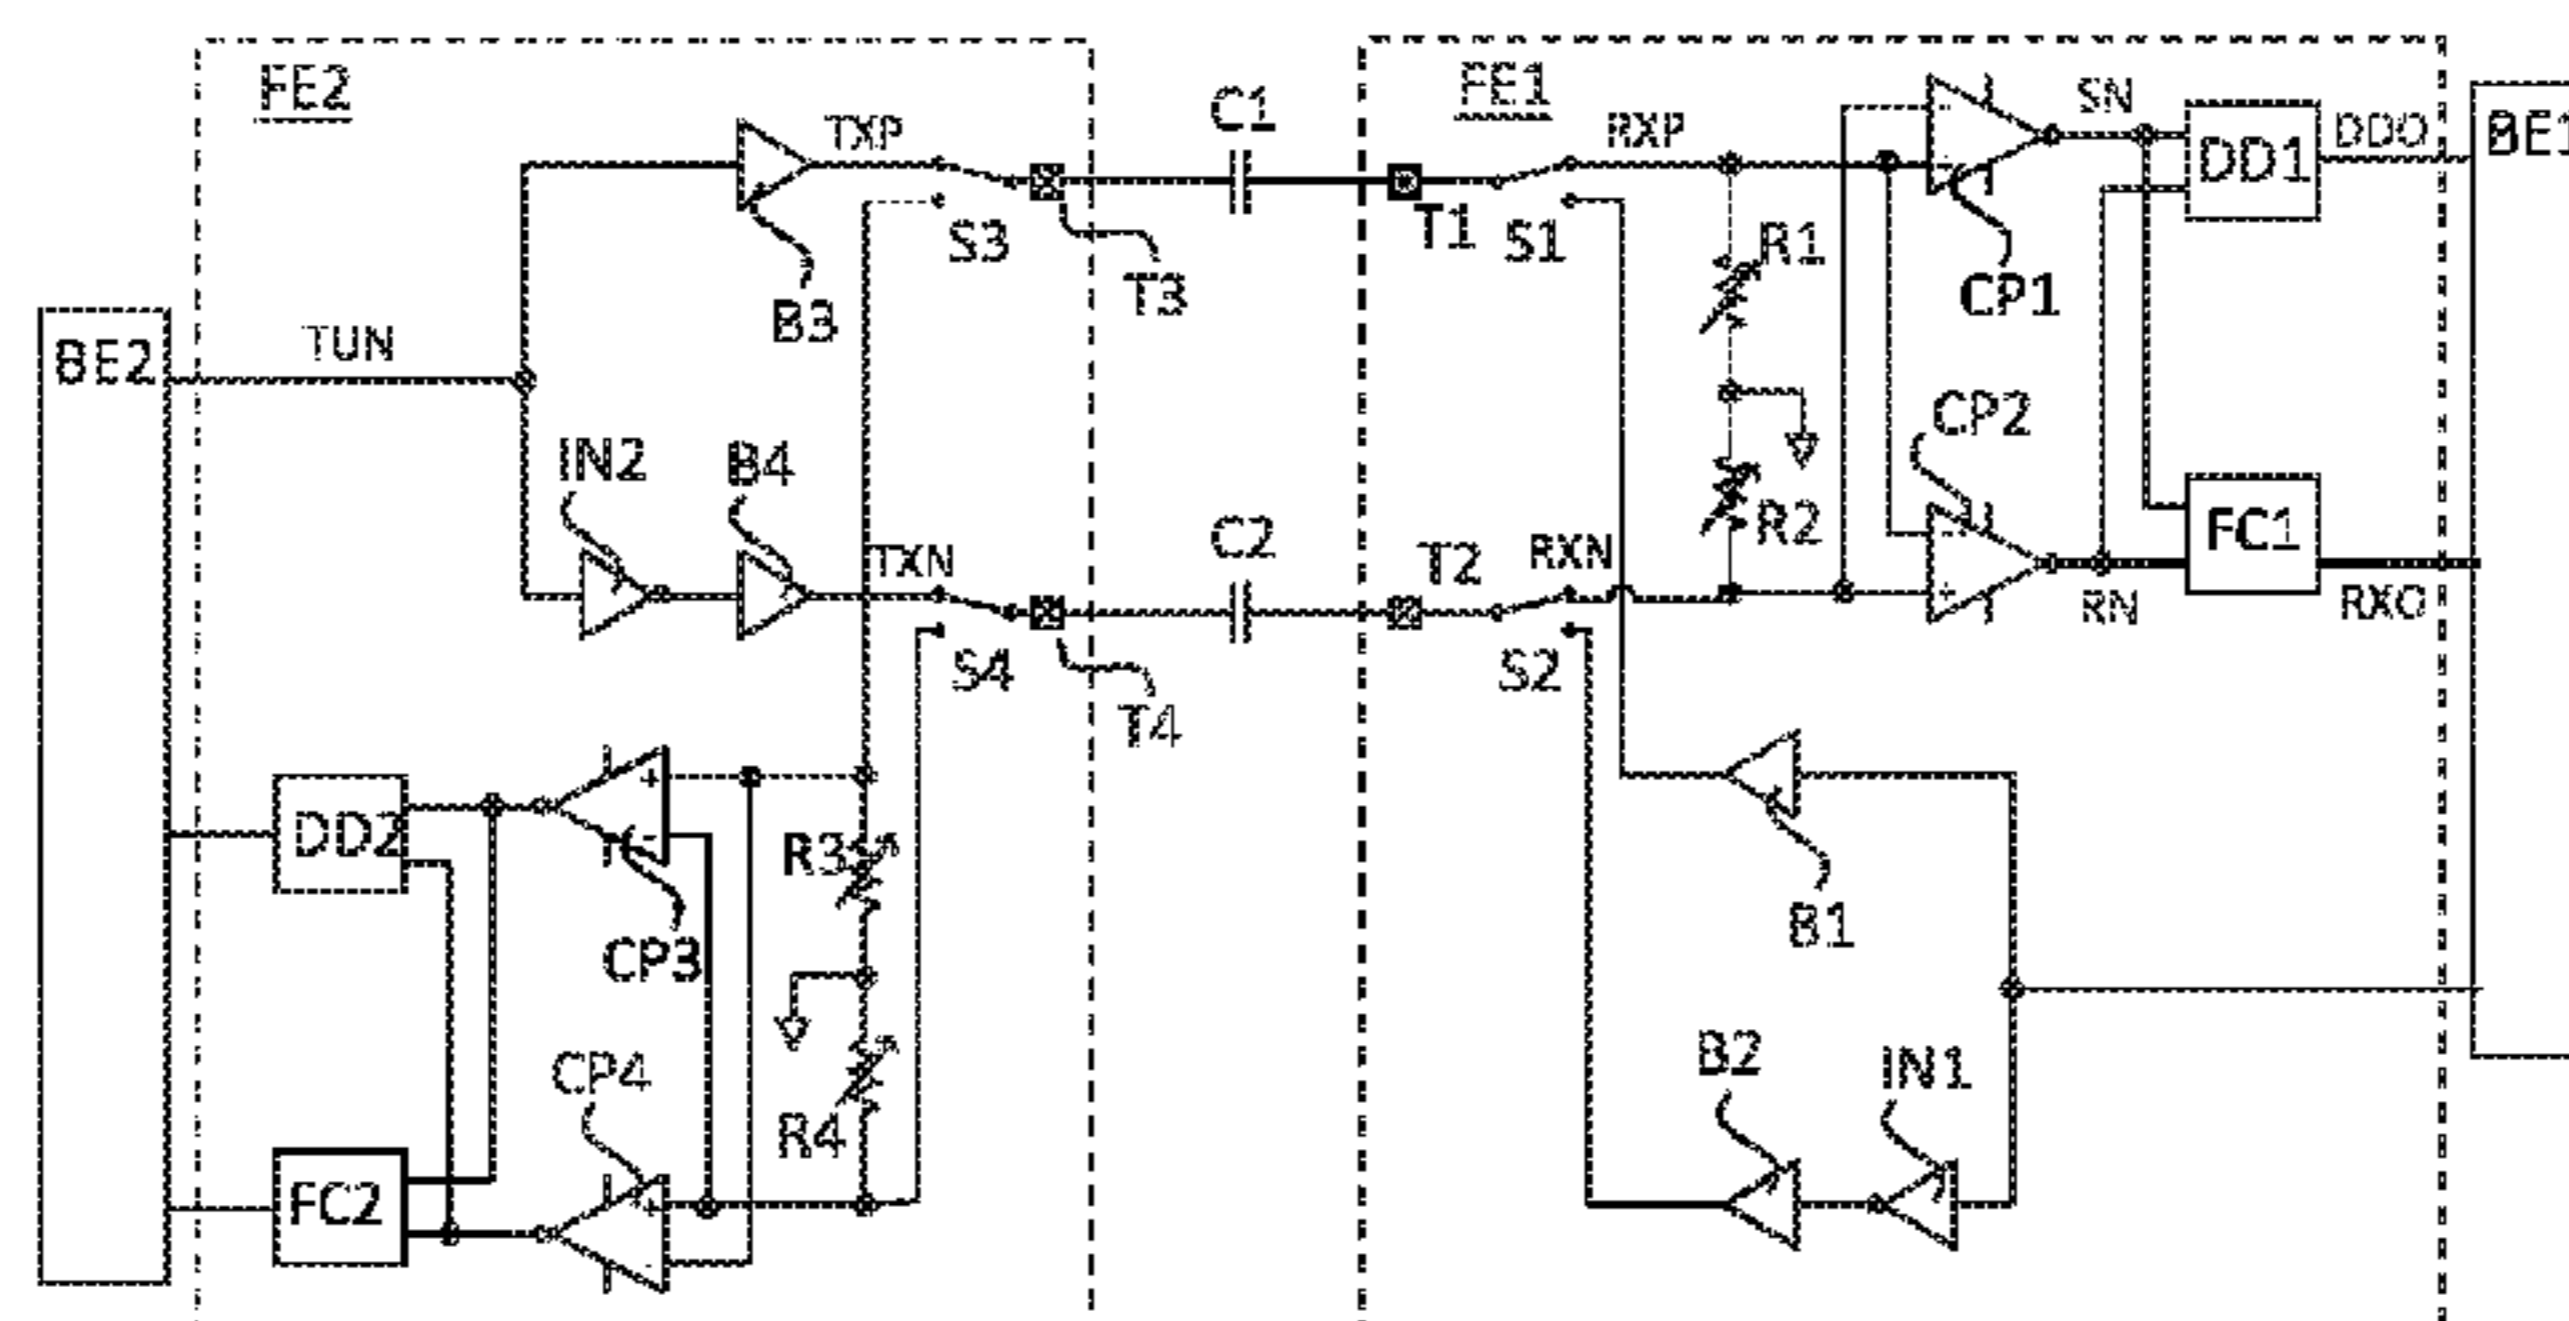 FE2
FE1
C1
TXP
RXP
SN
DD1
DDO
BE1
S3
T3
T1
S1
R1
CP1
B3
TUN
BE2
IN2
B4
TXN
C2
T2
RXN
CP2
R2
FC1
RN
RXO
S4
T4
S2
+
-
DD2
R3
CP3
B1
CP4
R4
B2
IN1
FC2
+
-
+